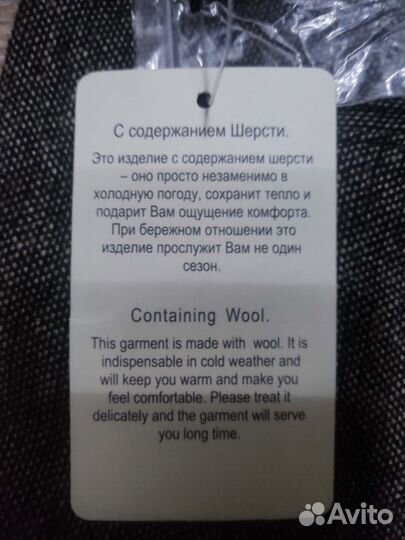 С содержанием Шерсти.
Это изделие с содержанием шерсти
– оно просто незаменимо в
холодную погоду, сохранит тепло и
подарит Вам ощущение комфорта.
При бережном отношении это
изделие прослужит Вам не один
сезон.
Containing Wool.
This garment is made with wool. It is
indispensable in cold weather and
will keep you warm and make you
feel comfortable. Please treat it
delicately and the garment will serve
you long time.
Avito